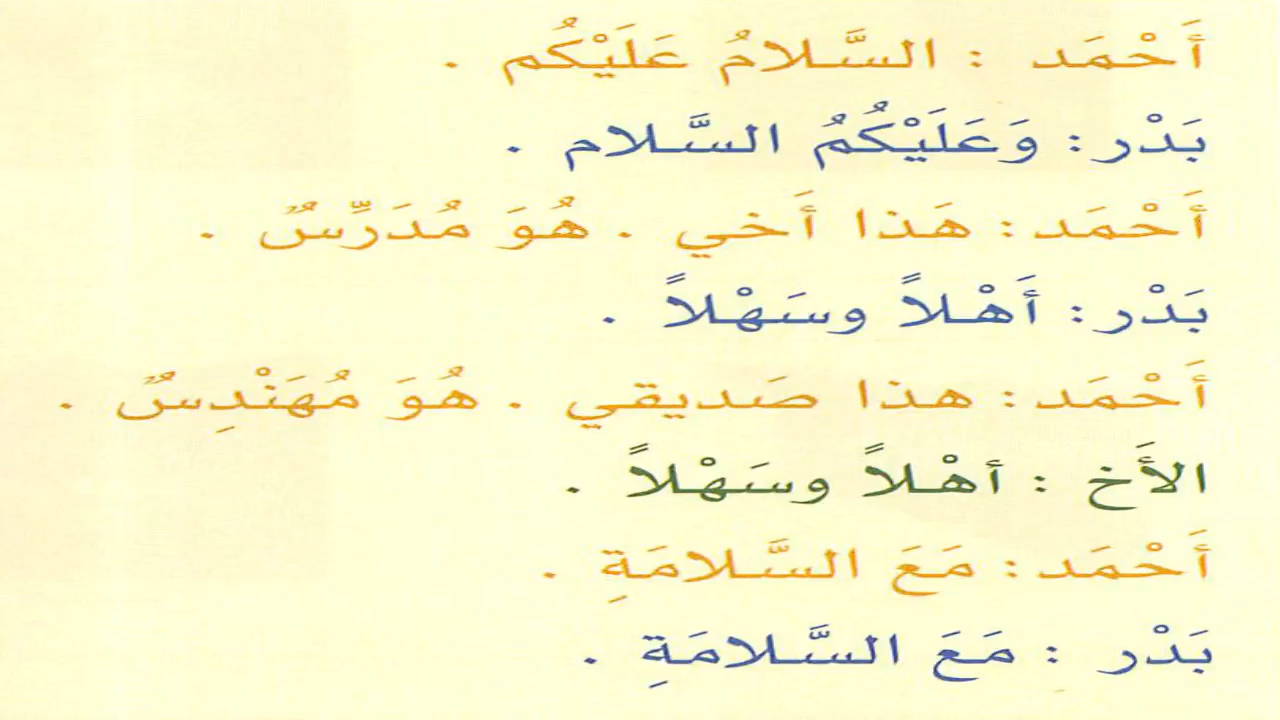 أَحْمَد : السَّلامُ عَلَيْكُم .
بَدْر: وَعَلَيْكُمُ السَّلام .
أَحْمَد: هَذا أَخي . هُوَ مُدَرِّسٌ .
بَدْر: أَهْلاً وسَهْلاً .
أَحْمَد: هذا صَديقي . هُوَ مُهَنْدِسٌ .
الأَخ : أهْلاً وسَهْلاً .
أَحْمَد: مَعَ السَّلامَةِ .
بَدْر : مَعَ السَّلامَةِ .